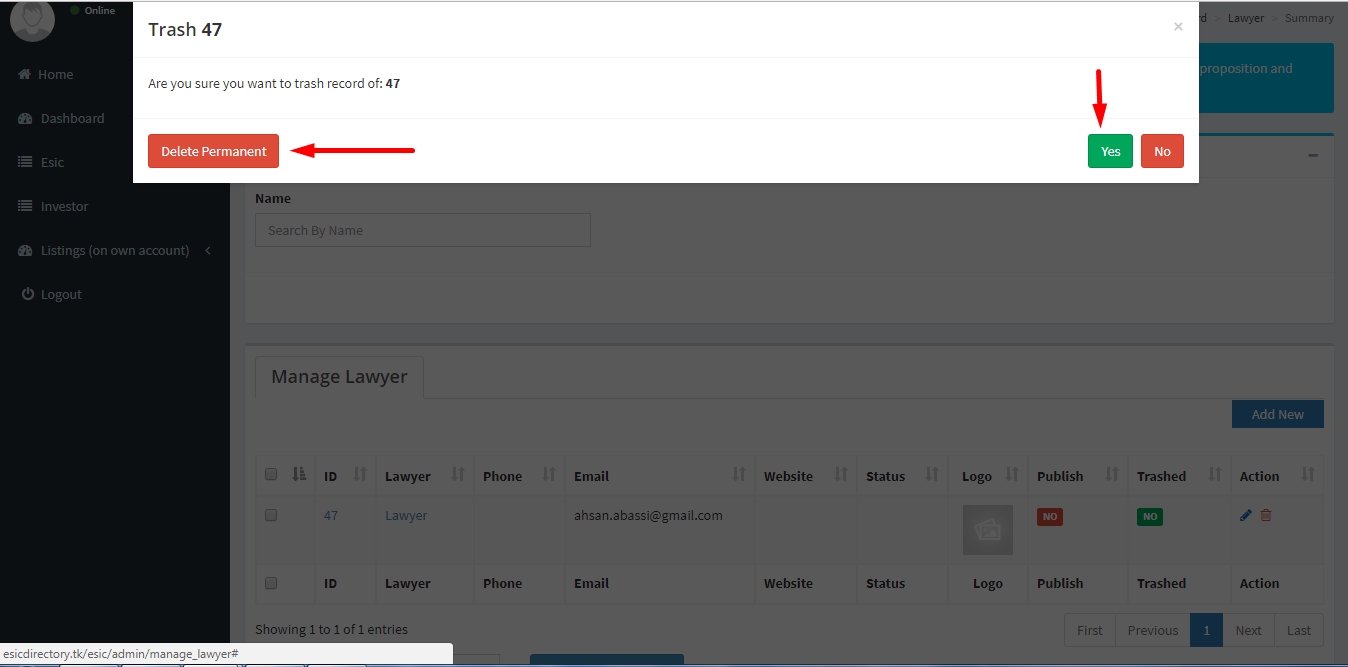 Online
Home
Dashboard
Esic
Investor
Listings (on own account)
Logout
Trash 47
×
Are you sure you want to trash record of: 47
Delete Permanent
Yes
No
rd > Lawyer > Summary
proposition and
Name
Search By Name
Manage Lawyer
Add New
ID Lawyer Phone Email Website Status Logo Publish Trashed Action
47 Lawyer ahsan.abassi@gmail.com NO NO
ID Lawyer Phone Email Website Status Logo Publish Trashed Action
Showing 1 to 1 of 1 entries
First Previous 1 Next Last
esicdirectory.tk/esic/admin/manage_lawyer#